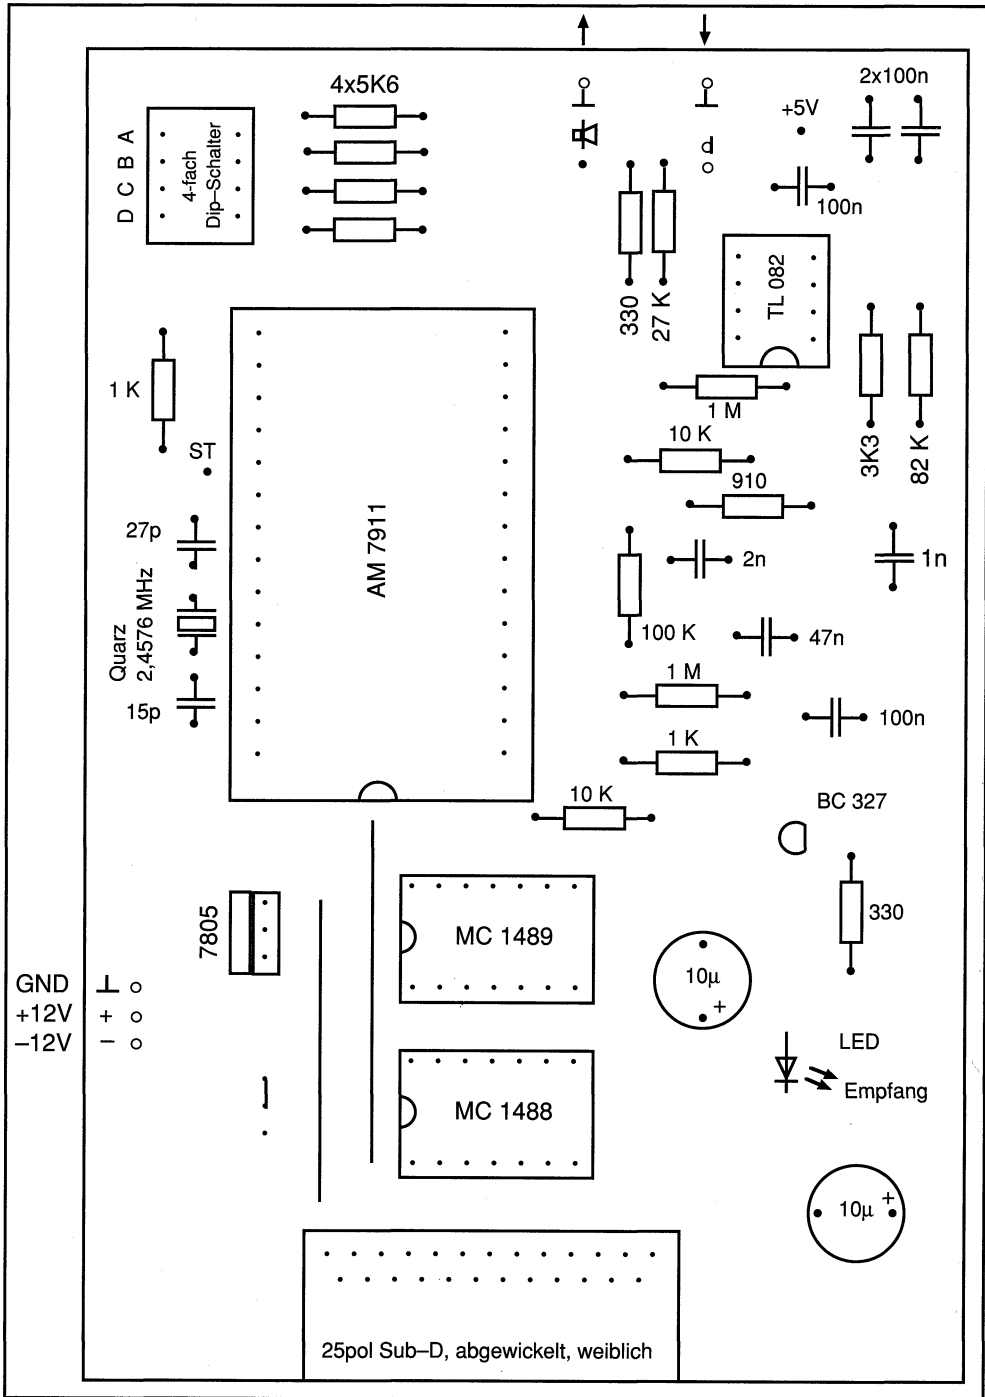 4x5K6
2x100n
+5V
D C B A
4-fach
Dip–Schalter
100n
330
27 K
TL 082
1 K
1 M
3K3
82 K
10 K
ST
910
27p
AM 7911
2n
1n
Quarz
2,4576 MHz
100 K
47n
15p
1 M
100n
1 K
10 K
BC 327
7805
MC 1489
330
10µ
+
GND
+12V +
–12V –
LED
Empfang
MC 1488
10µ +
25pol Sub–D, abgewickelt, weiblich